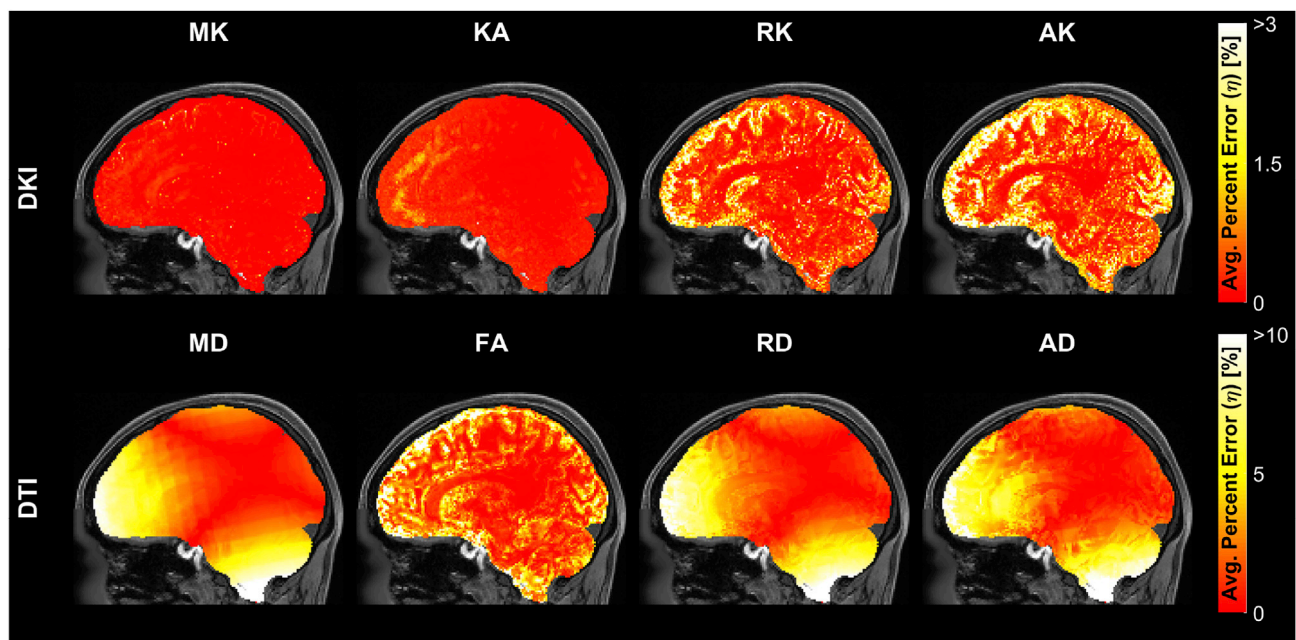 MK KA RK AK
>3
Avg. Percent Error (η) [%]
1.5
0
DKI
MD FA RD AD
>10
Avg. Percent Error (η) [%]
5
0
DTI